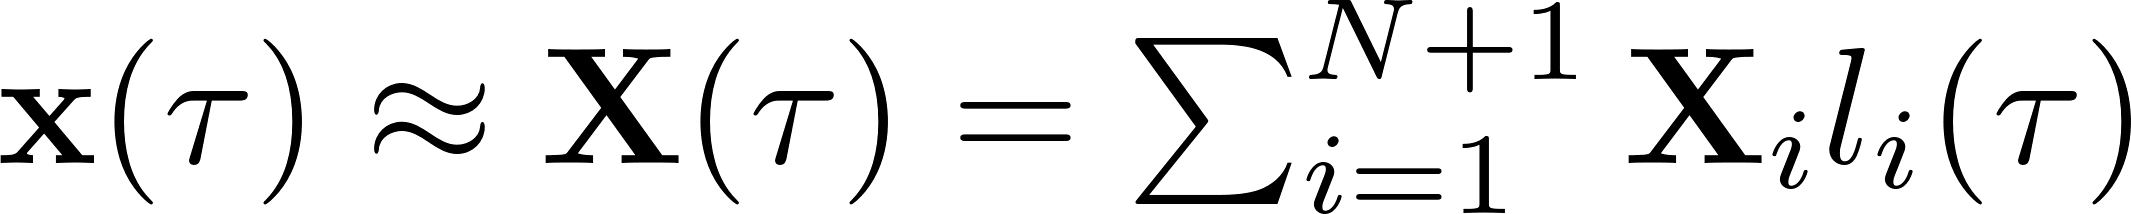 𝐱(τ) ≈ 𝐗(τ) = ∑_{i=1}^{N+1} 𝐗_i l_i(τ)